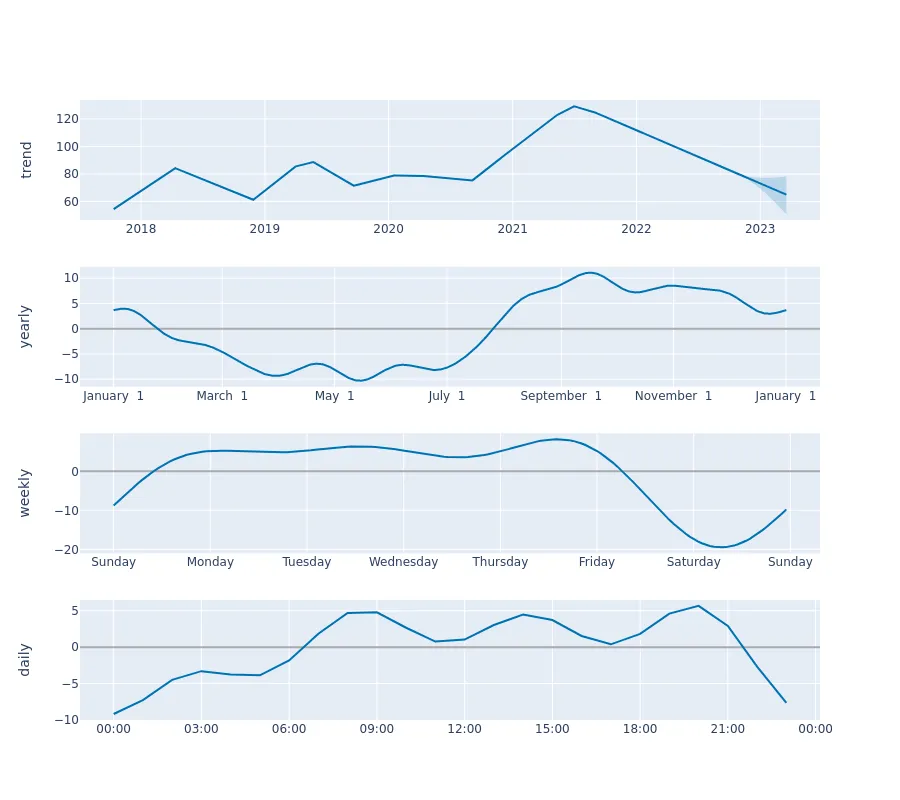 trend
120
100
80
60
2018 2019 2020 2021 2022 2023
yearly
10
5
0
−5
−10
January 1 March 1 May 1 July 1 September 1 November 1 January 1
weekly
0
−10
−20
Sunday Monday Tuesday Wednesday Thursday Friday Saturday Sunday
daily
5
0
−5
−10
00:00 03:00 06:00 09:00 12:00 15:00 18:00 21:00 00:00